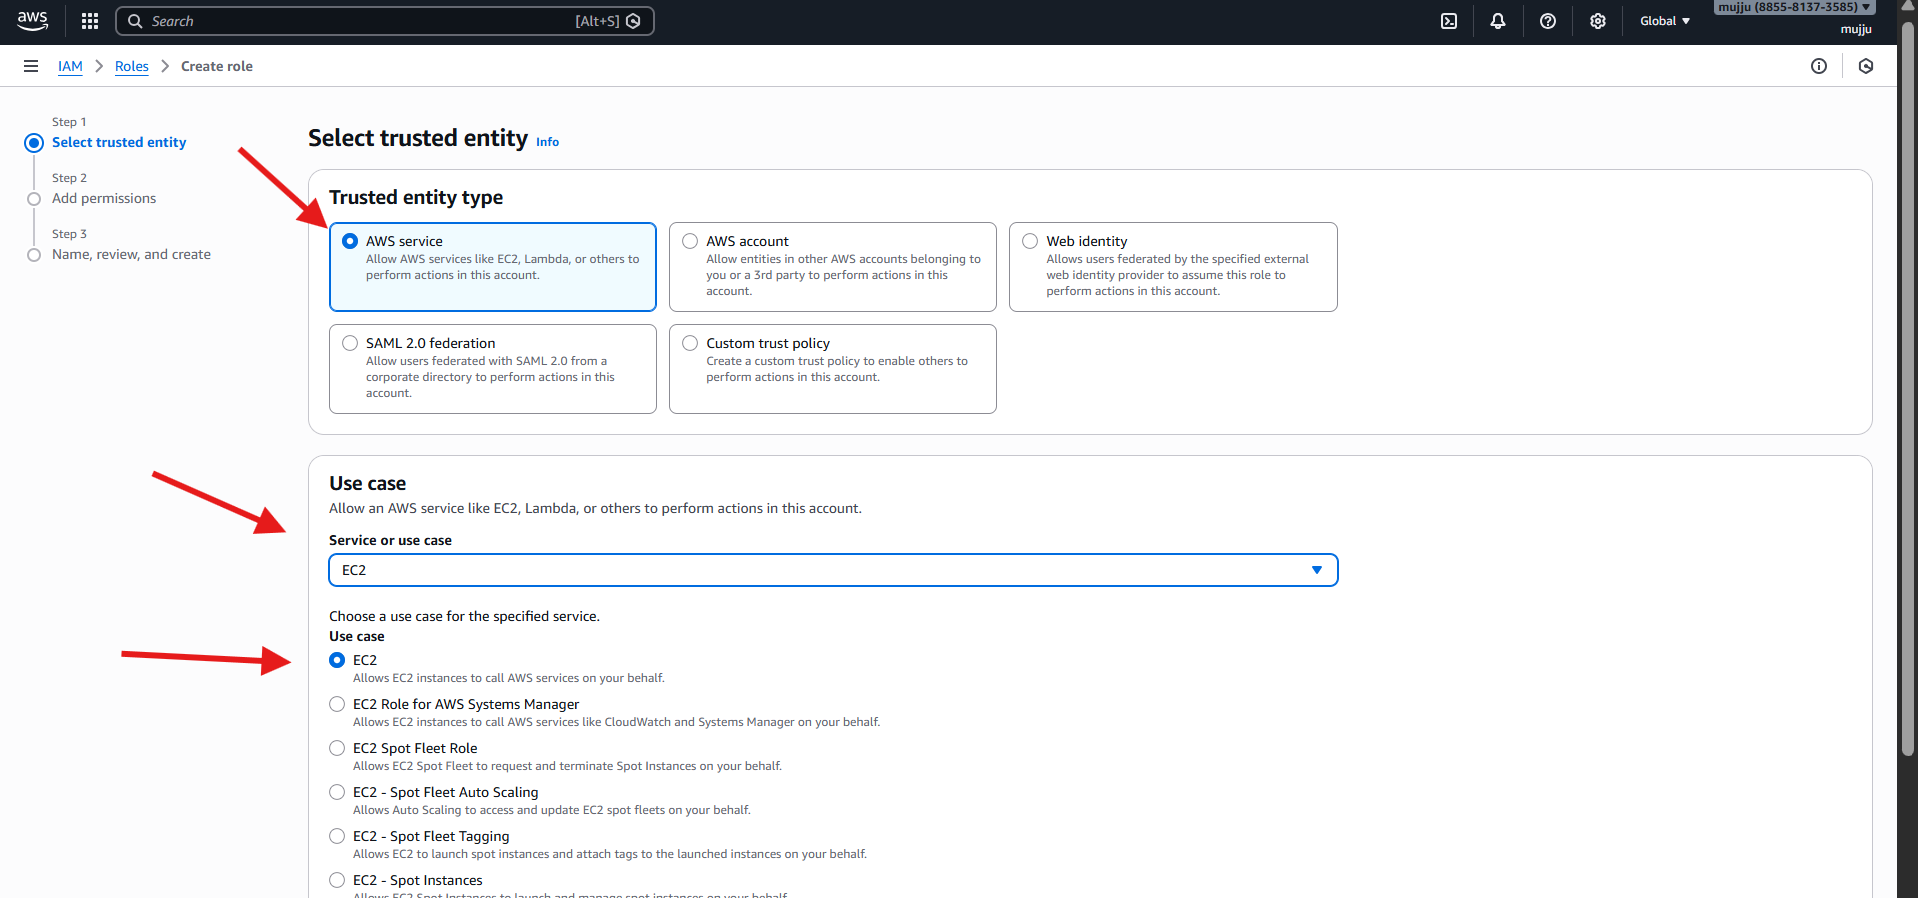 aws
Search
[Alt+S]
Global
mujju (8855-8137-3585)
mujju
IAM
Roles
Create role
Step 1
Select trusted entity
Step 2
Add permissions
Step 3
Name, review, and create
Select trusted entity Info
Trusted entity type
AWS service
Allow AWS services like EC2, Lambda, or others to
perform actions in this account.
AWS account
Allow entities in other AWS accounts belonging to
you or a 3rd party to perform actions in this
account.
Web identity
Allows users federated by the specified external
web identity provider to assume this role to
perform actions in this account.
SAML 2.0 federation
Allow users federated with SAML 2.0 from a
corporate directory to perform actions in this
account.
Custom trust policy
Create a custom trust policy to enable others to
perform actions in this account.
Use case
Allow an AWS service like EC2, Lambda, or others to perform actions in this account.
Service or use case
EC2
Choose a use case for the specified service.
Use case
EC2
Allows EC2 instances to call AWS services on your behalf.
EC2 Role for AWS Systems Manager
Allows EC2 instances to call AWS services like CloudWatch and Systems Manager on your behalf.
EC2 Spot Fleet Role
Allows EC2 Spot Fleet to request and terminate Spot Instances on your behalf.
EC2 - Spot Fleet Auto Scaling
Allows Auto Scaling to access and update EC2 spot fleets on your behalf.
EC2 - Spot Fleet Tagging
Allows EC2 to launch spot instances and attach tags to the launched instances on your behalf.
EC2 - Spot Instances
Allows EC2 Spot Instances to launch and manage spot instances on your behalf.